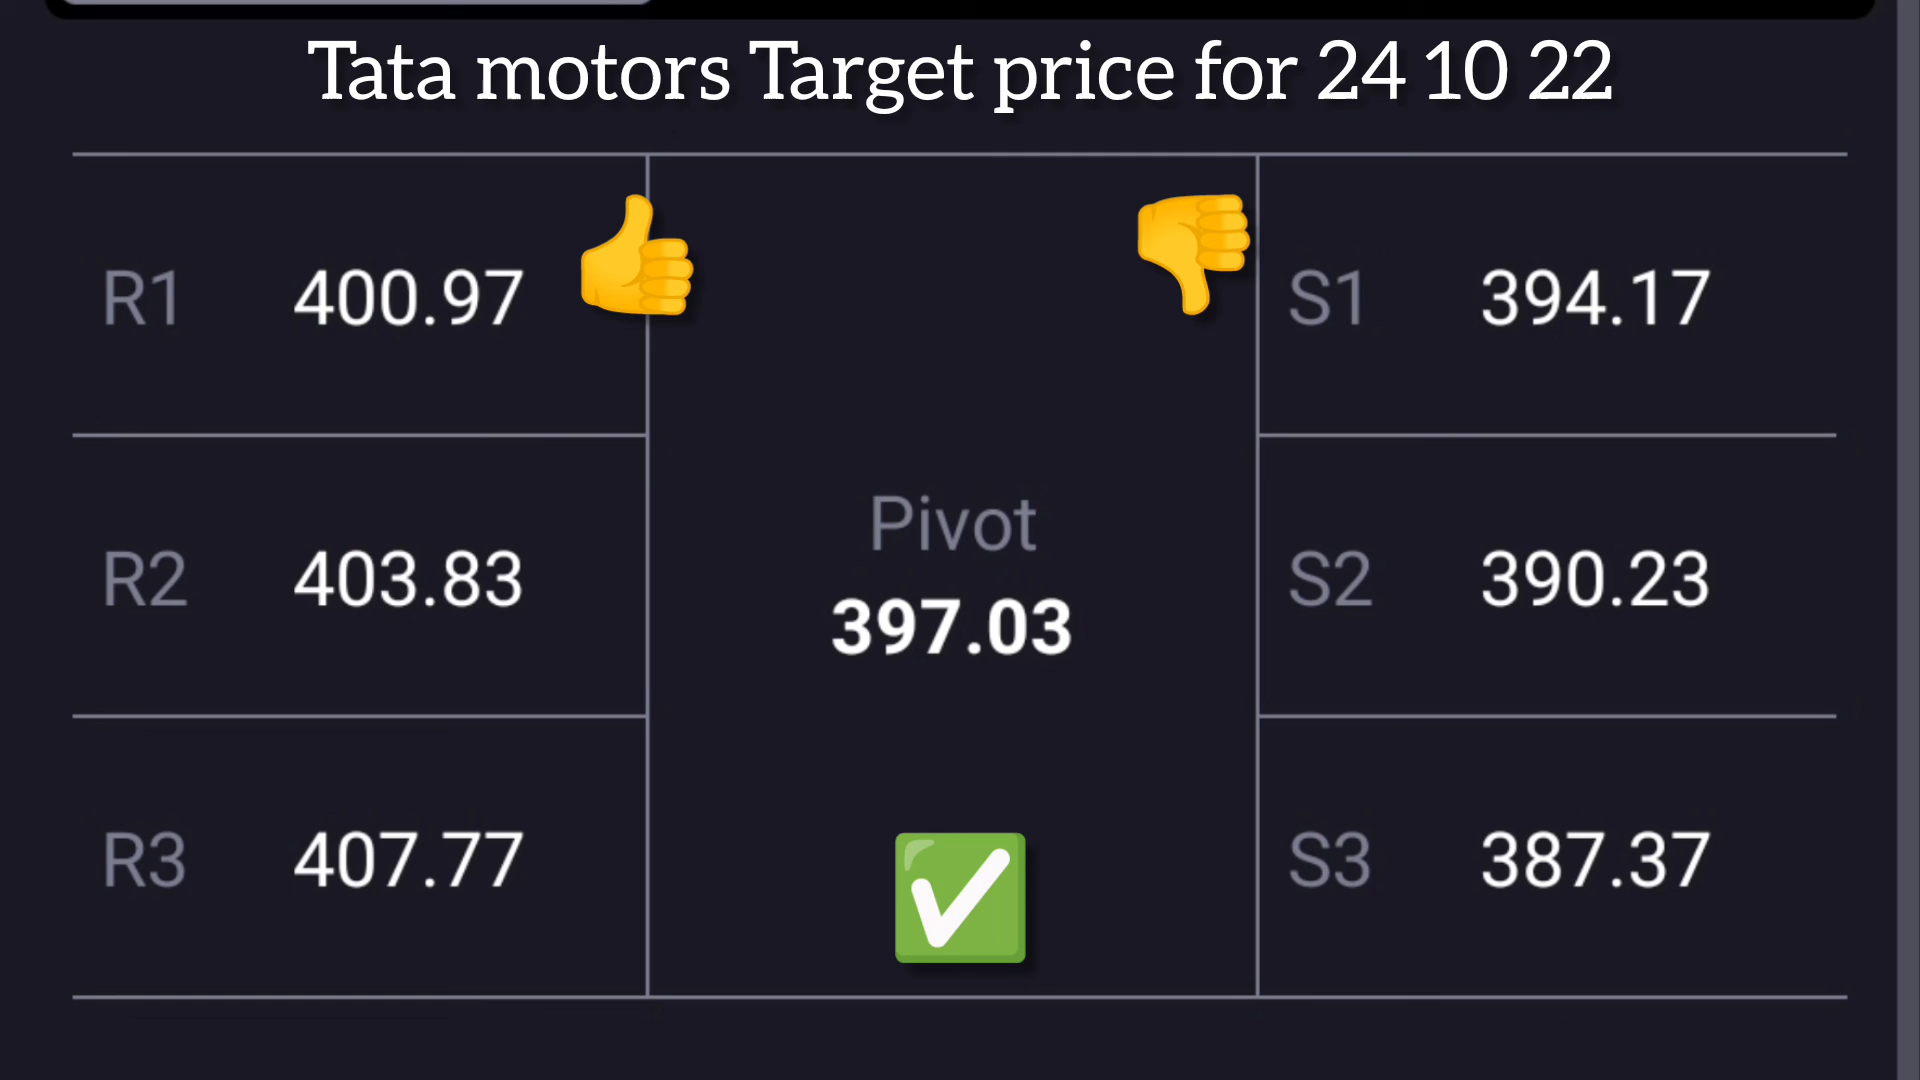 Tata motors Target price for 24 10 22
R1 400.97
S1 394.17
R2 403.83
Pivot
397.03
S2 390.23
R3 407.77
S3 387.37